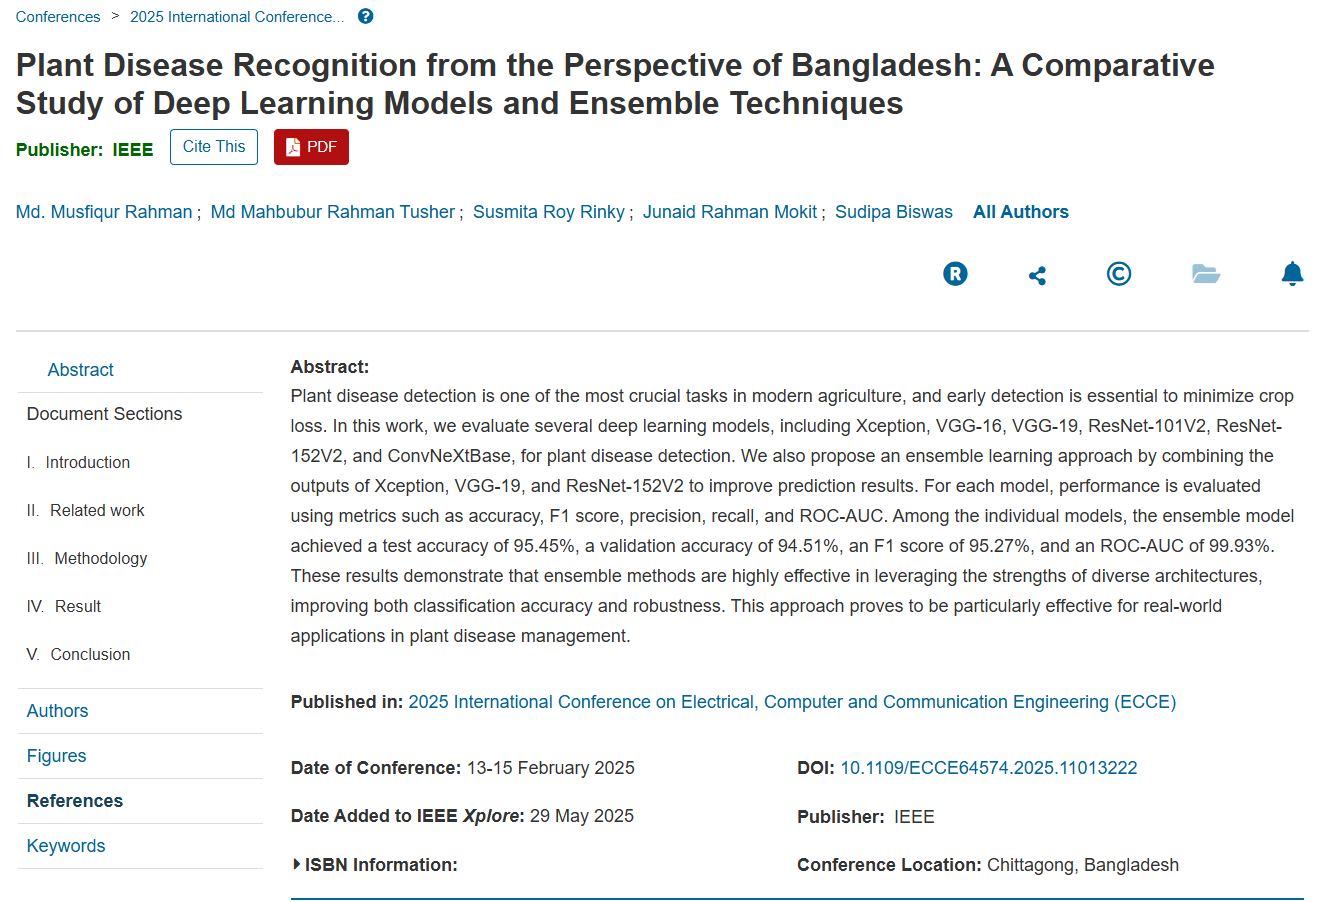 Conferences > 2025 International Conference... ?
Plant Disease Recognition from the Perspective of Bangladesh: A Comparative
Study of Deep Learning Models and Ensemble Techniques
Publisher: IEEE Cite This PDF
Md. Musfiqur Rahman ; Md Mahbubur Rahman Tusher ; Susmita Roy Rinky ; Junaid Rahman Mokit ; Sudipa Biswas All Authors
R ©
Abstract
Document Sections
I. Introduction
II. Related work
III. Methodology
IV. Result
V. Conclusion
Authors
Figures
References
Keywords
Abstract:
Plant disease detection is one of the most crucial tasks in modern agriculture, and early detection is essential to minimize crop
loss. In this work, we evaluate several deep learning models, including Xception, VGG-16, VGG-19, ResNet-101V2, ResNet-
152V2, and ConvNeXtBase, for plant disease detection. We also propose an ensemble learning approach by combining the
outputs of Xception, VGG-19, and ResNet-152V2 to improve prediction results. For each model, performance is evaluated
using metrics such as accuracy, F1 score, precision, recall, and ROC-AUC. Among the individual models, the ensemble model
achieved a test accuracy of 95.45%, a validation accuracy of 94.51%, an F1 score of 95.27%, and an ROC-AUC of 99.93%.
These results demonstrate that ensemble methods are highly effective in leveraging the strengths of diverse architectures,
improving both classification accuracy and robustness. This approach proves to be particularly effective for real-world
applications in plant disease management.
Published in: 2025 International Conference on Electrical, Computer and Communication Engineering (ECCE)
Date of Conference: 13-15 February 2025
Date Added to IEEE Xplore: 29 May 2025
ISBN Information:
DOI: 10.1109/ECCE64574.2025.11013222
Publisher: IEEE
Conference Location: Chittagong, Bangladesh